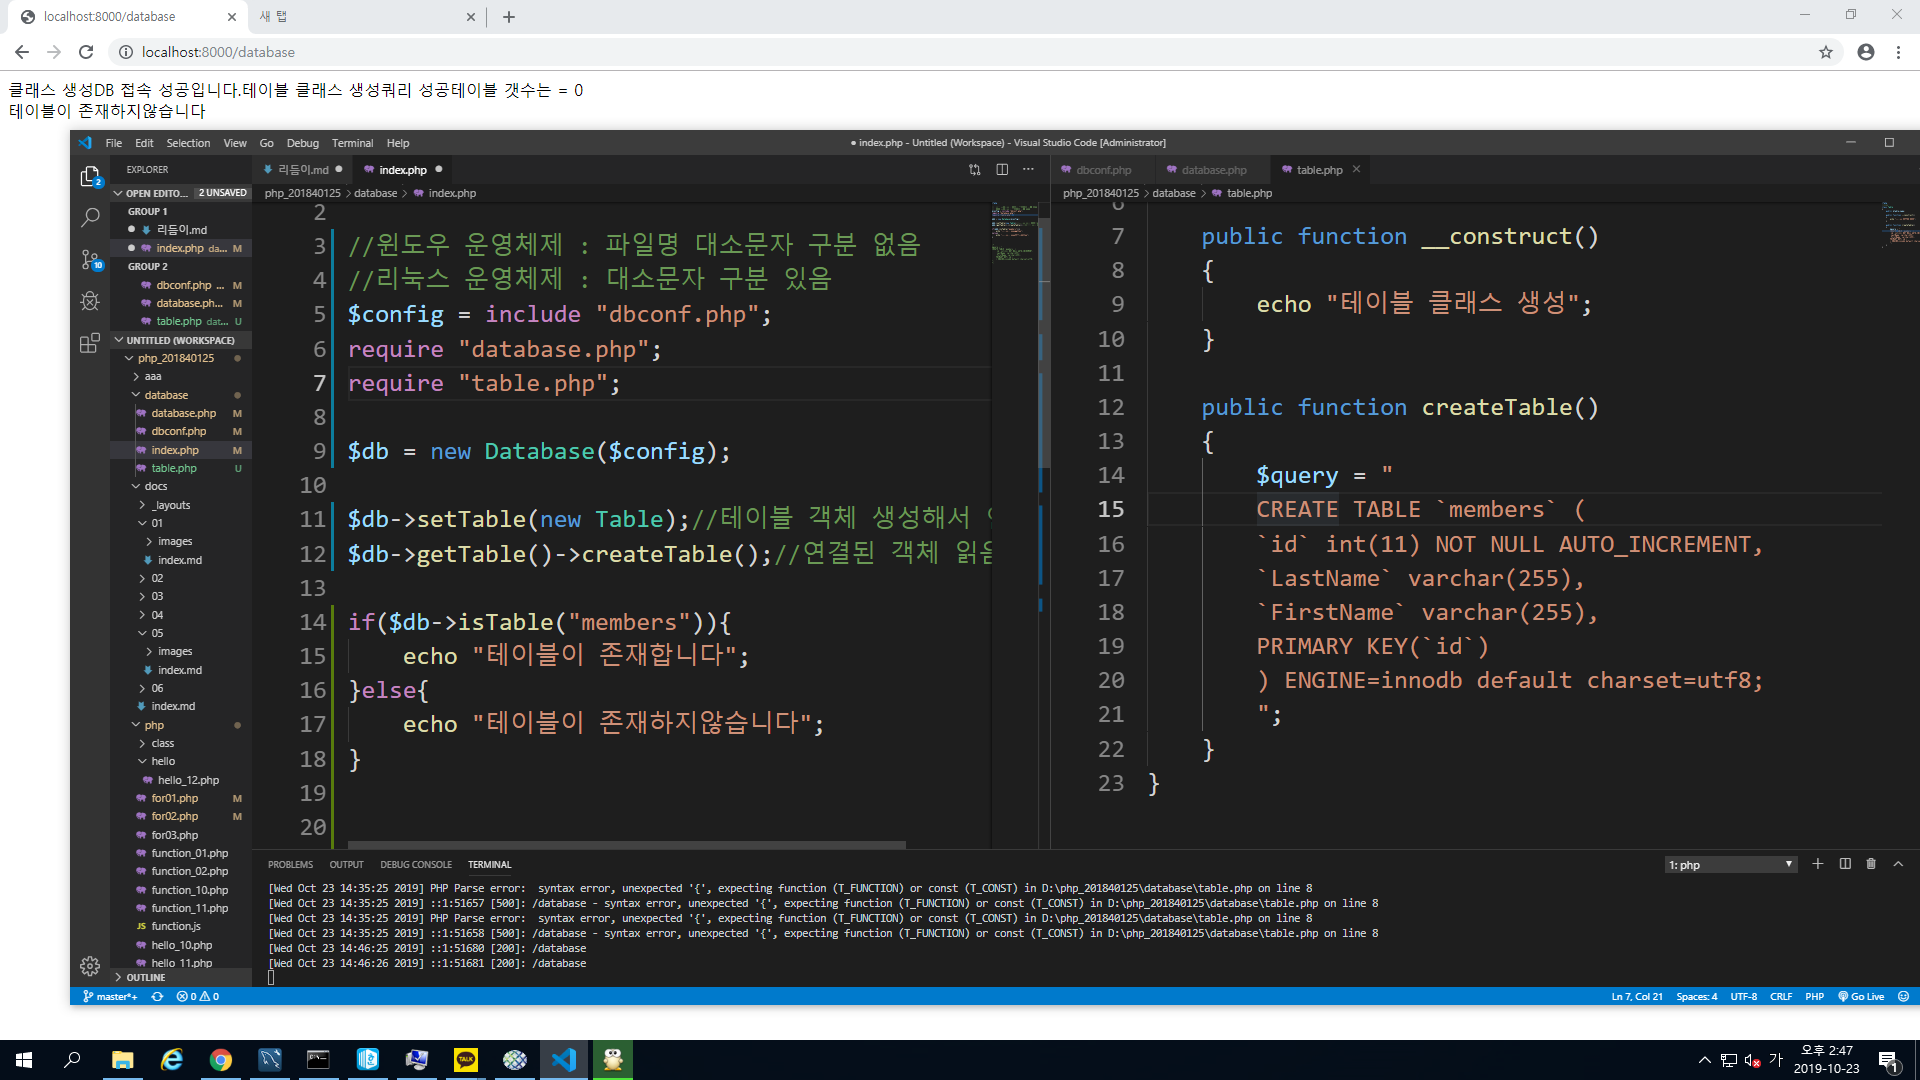 localhost:8000/database
새 탭
localhost:8000/database
클래스 생성DB 접속 성공입니다.테이블 클래스 생성쿼리 성공테이블 갯수는 = 0
테이블이 존재하지않습니다
File Edit Selection View Go Debug Terminal Help
● index.php - Untitled (Workspace) - Visual Studio Code [Administrator]
EXPLORER
OPEN EDITO... 2 UNSAVED
GROUP 1
리듬이.md
index.php da... M
GROUP 2
dbconf.php ... M
database.ph... M
table.php dat... U
UNTITLED (WORKSPACE)
php_201840125
aaa
database
database.php M
dbconf.php M
index.php M
table.php U
docs
_layouts
01
images
index.md
02
03
04
05
images
index.md
06
index.md
php
class
hello
hello_12.php
for01.php M
for02.php M
for03.php
function_01.php
function_02.php
function_10.php
function_11.php
JS function.js
hello_10.php
hello_11.php
OUTLINE
2
10
리듬이.md
index.php
php_201840125 > database > index.php
2
3 //윈도우 운영체제 : 파일명 대소문자 구분 없음
4 //리눅스 운영체제 : 대소문자 구분 있음
5 $config = include "dbconf.php";
6 require "database.php";
7 require "table.php";
8
9 $db = new Database($config);
10
11 $db->setTable(new Table);//테이블 객체 생성해서
12 $db->getTable()->createTable();//연결된 객체 읽음
13
14 if($db->isTable("members")){
15 echo "테이블이 존재합니다";
16 }else{
17 echo "테이블이 존재하지않습니다";
18 }
19
20
dbconf.php
database.php
table.php
php_201840125 > database > table.php
6
7 public function __construct()
8 {
9 echo "테이블 클래스 생성";
10 }
11
12 public function createTable()
13 {
14 $query = "
15 CREATE TABLE `members` (
16 `id` int(11) NOT NULL AUTO_INCREMENT,
17 `LastName` varchar(255),
18 `FirstName` varchar(255),
19 PRIMARY KEY(`id`)
20 ) ENGINE=innodb default charset=utf8;
21 ";
22 }
23 }
PROBLEMS OUTPUT DEBUG CONSOLE TERMINAL
1: php
[Wed Oct 23 14:35:25 2019] PHP Parse error:  syntax error, unexpected '{', expecting function (T_FUNCTION) or const (T_CONST) in D:\php_201840125\database\table.php on line 8
[Wed Oct 23 14:35:25 2019] ::1:51657 [500]: /database - syntax error, unexpected '{', expecting function (T_FUNCTION) or const (T_CONST) in D:\php_201840125\database\table.php on line 8
[Wed Oct 23 14:35:25 2019] PHP Parse error:  syntax error, unexpected '{', expecting function (T_FUNCTION) or const (T_CONST) in D:\php_201840125\database\table.php on line 8
[Wed Oct 23 14:35:25 2019] ::1:51658 [500]: /database - syntax error, unexpected '{', expecting function (T_FUNCTION) or const (T_CONST) in D:\php_201840125\database\table.php on line 8
[Wed Oct 23 14:46:25 2019] ::1:51680 [200]: /database
[Wed Oct 23 14:46:26 2019] ::1:51681 [200]: /database
master*+ 0 0
Ln 7, Col 21 Spaces: 4 UTF-8 CRLF PHP Go Live
TALK
가
오후 2:47
2019-10-23
1